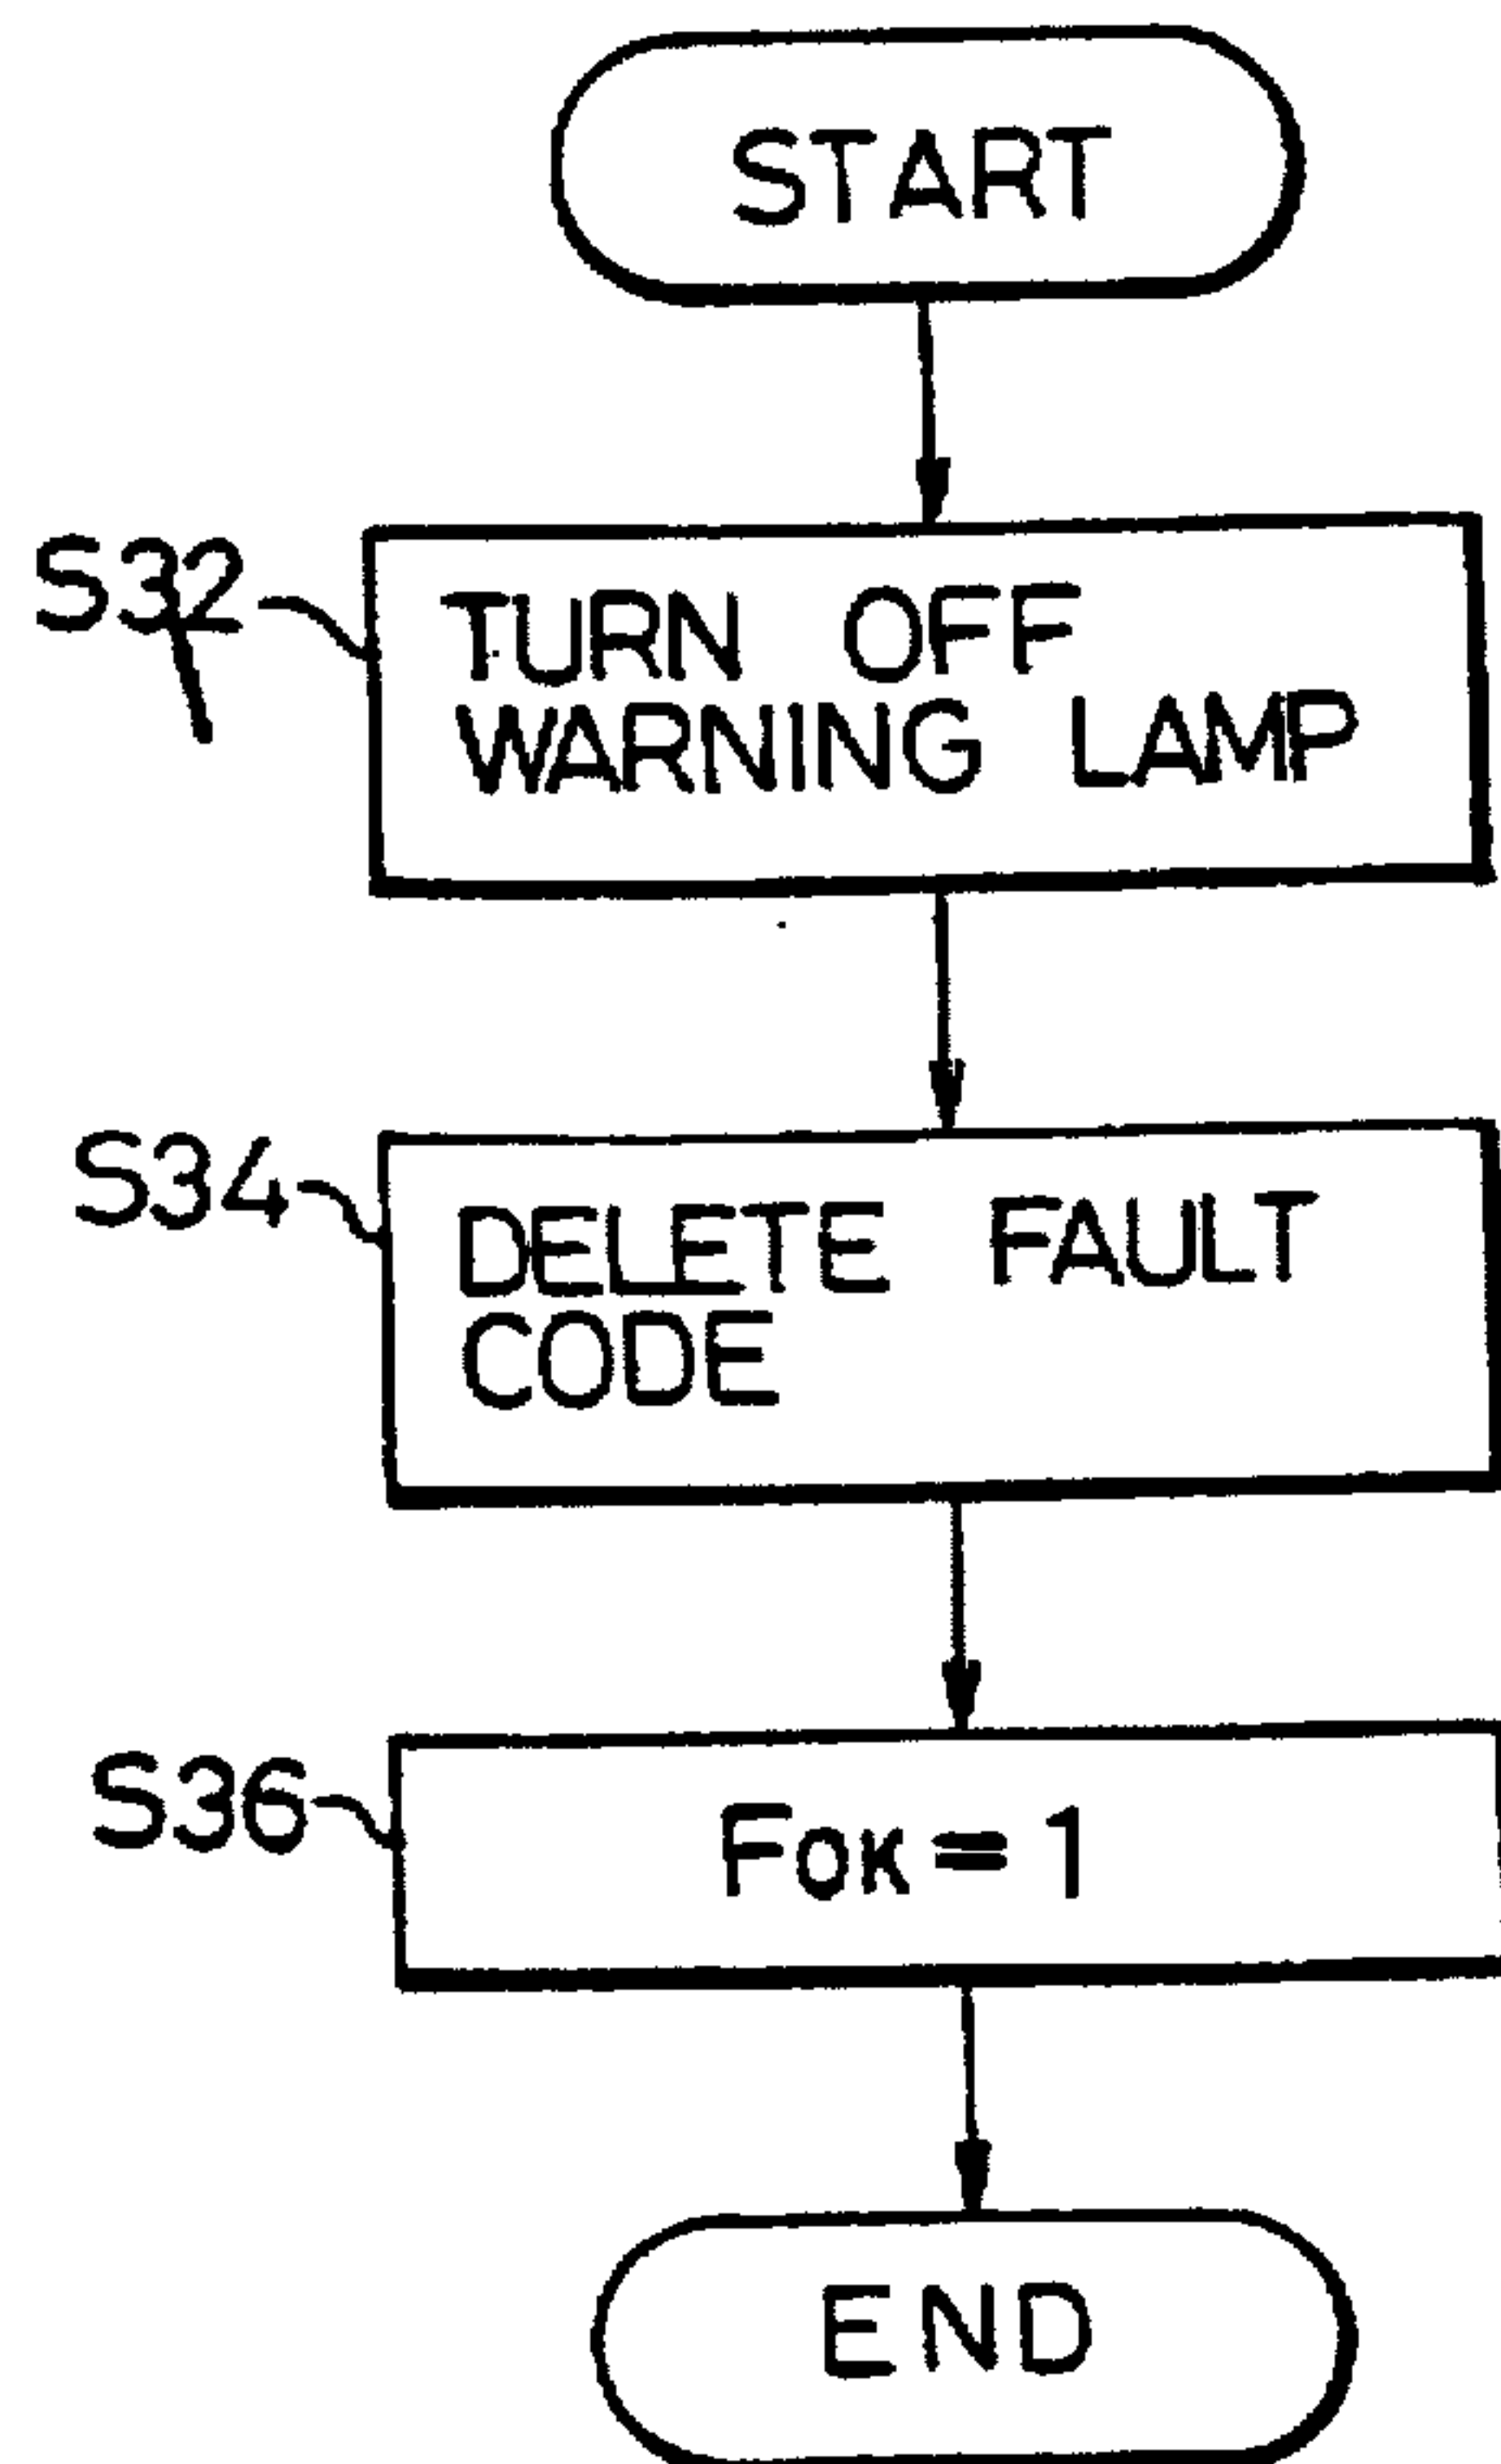 START
S32
TURN OFF
WARNING LAMP
S34
DELETE FAULT
CODE
S36
FOK=1
END